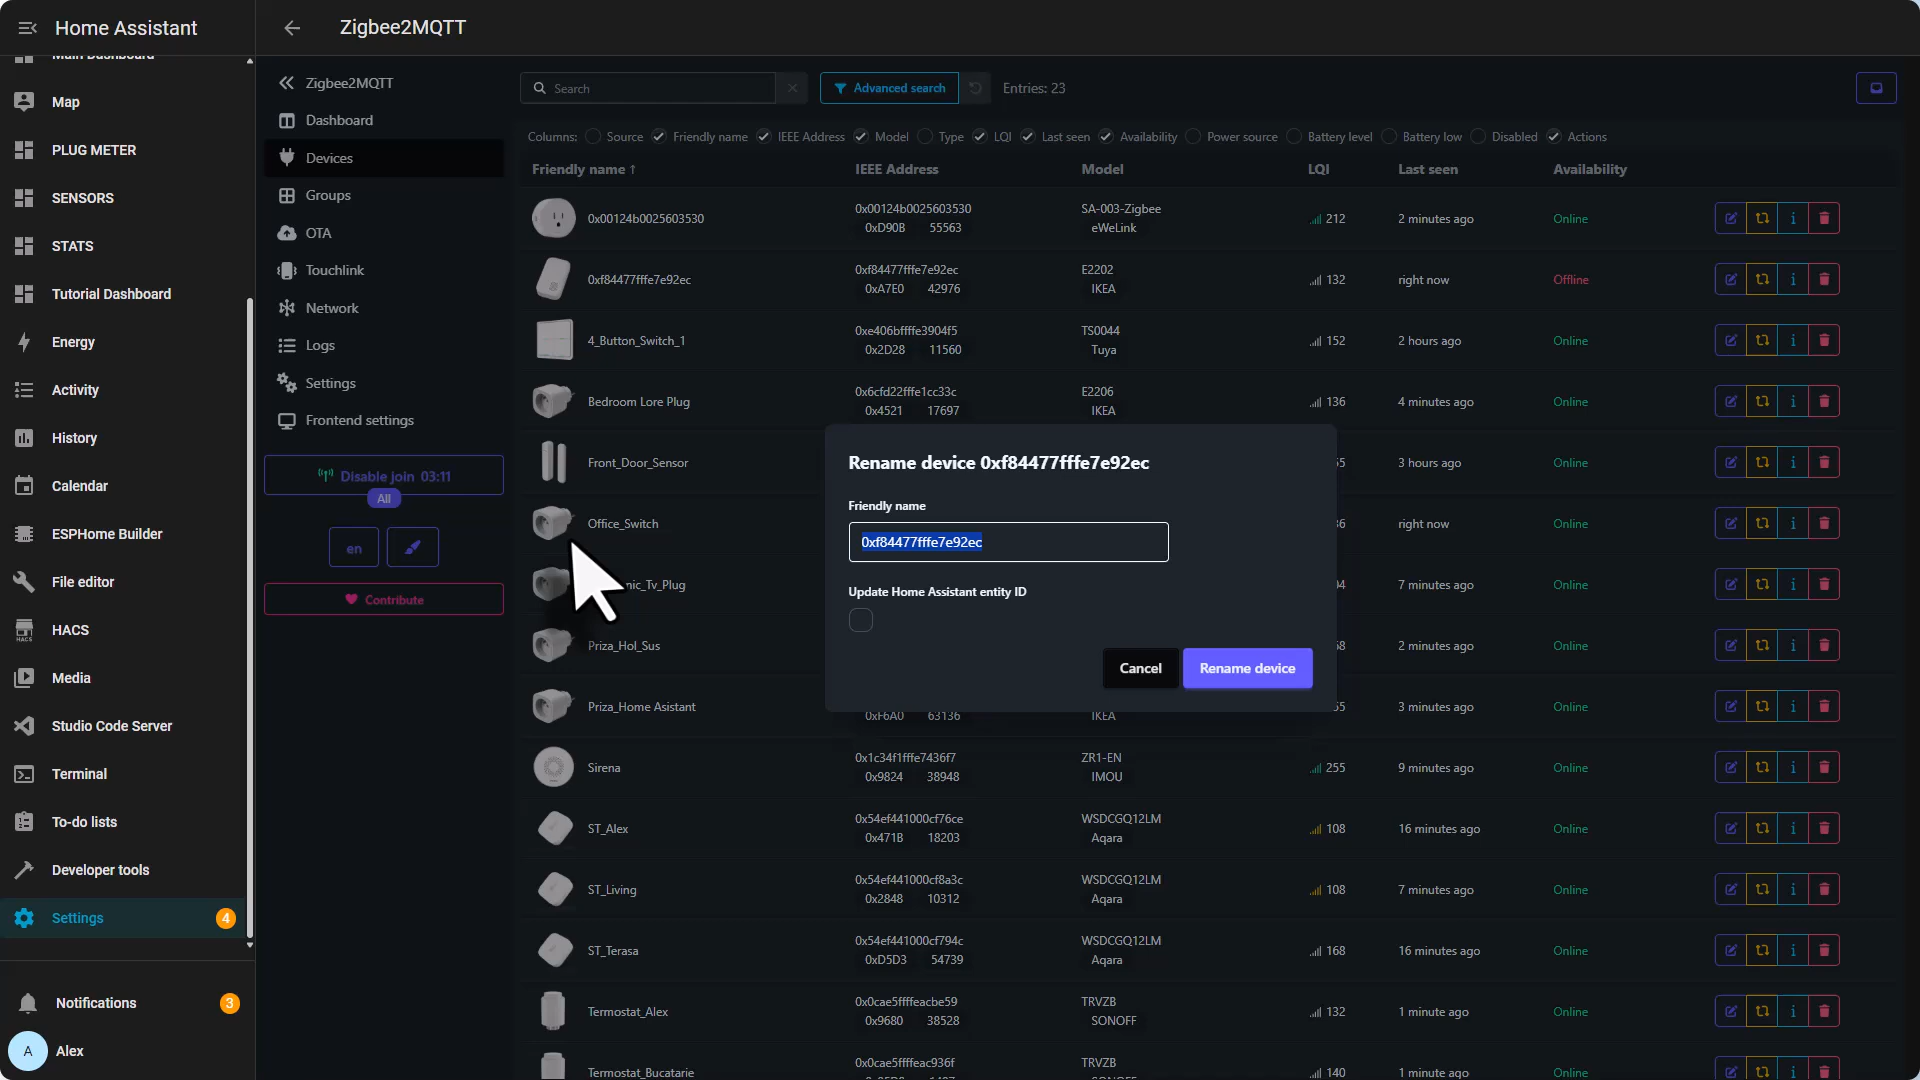 Home Assistant
Zigbee2MQTT
Main Dashboard
Map
PLUG METER
SENSORS
STATS
Tutorial Dashboard
Energy
Activity
History
Calendar
ESPHome Builder
File editor
HACS
HACS
Media
Studio Code Server
Terminal
To-do lists
Developer tools
Settings
4
Notifications
3
A
Alex
Zigbee2MQTT
Dashboard
Devices
Groups
OTA
Touchlink
Network
Logs
Settings
Frontend settings
Disable join 03:11
All
en
Contribute
Search
Advanced search
Entries: 23
Columns: Source Friendly name IEEE Address Model Type LQI Last seen Availability Power source Battery level Battery low Disabled Actions
Friendly name ↑ IEEE Address Model LQI Last seen Availability
0x00124b0025603530 0x00124b0025603530 SA-003-Zigbee 212 2 minutes ago Online
0xD90B 55563 eWeLink
0xf84477fffe7e92ec 0xf84477fffe7e92ec E2202 132 right now Offline
0xA7E0 42976 IKEA
4_Button_Switch_1 0xe406bffffe3904f5 TS0044 152 2 hours ago Online
0x2D28 11560 Tuya
Bedroom Lore Plug 0x6cfd22fffe1cc33c E2206 136 4 minutes ago Online
0x4521 17697 IKEA
Front_Door_Sensor 3 hours ago Online
Office_Switch right now Online
ic_Tv_Plug 7 minutes ago Online
Priza_Hol_Sus 2 minutes ago Online
Priza_Home Asistant 3 minutes ago Online
0xF6A0 63136 IKEA
Rename device 0xf84477fffe7e92ec
Friendly name
0xf84477fffe7e92ec
Update Home Assistant entity ID
Cancel
Rename device
Sirena 0x1c34f1fffe7436f7 ZR1-EN 255 9 minutes ago Online
0x9824 38948 IMOU
ST_Alex 0x54ef441000cf76ce WSDCGQ12LM 108 16 minutes ago Online
0x471B 18203 Aqara
ST_Living 0x54ef441000cf8a3c WSDCGQ12LM 108 7 minutes ago Online
0x2848 10312 Aqara
ST_Terasa 0x54ef441000cf794c WSDCGQ12LM 168 16 minutes ago Online
0xD5D3 54739 Aqara
Termostat_Alex 0x0cae5ffffeacbe59 TRVZB 132 1 minute ago Online
0x9680 38528 SONOFF
Termostat_Bucatarie 0x0cae5ffffeac936f TRVZB 140 1 minute ago Online